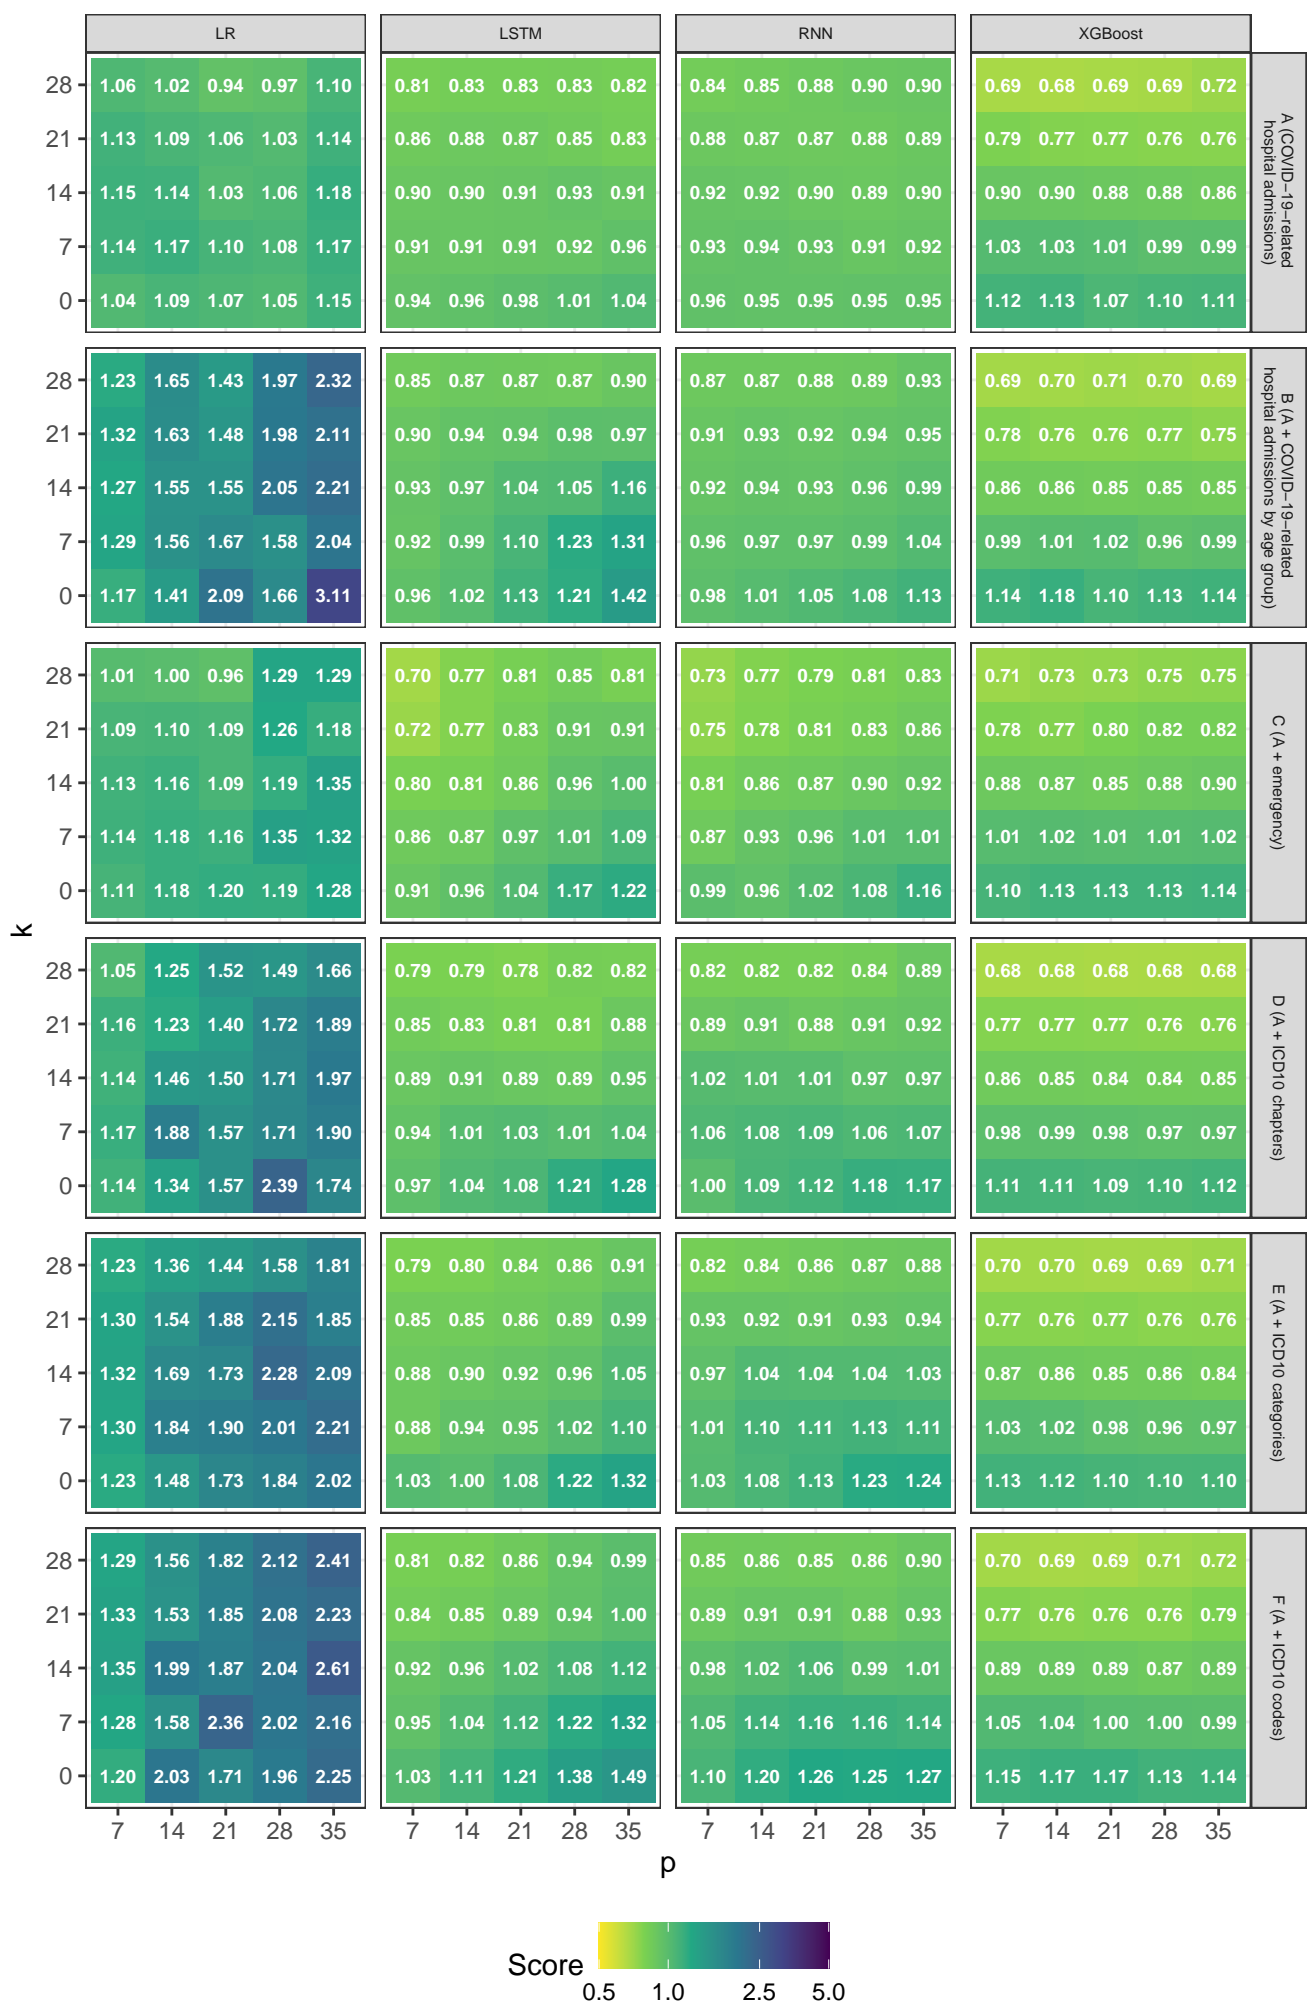 LR LSTM RNN XGBoost
28 1.06 1.02 0.94 0.97 1.10 0.81 0.83 0.83 0.83 0.82 0.84 0.85 0.88 0.90 0.90 0.69 0.68 0.69 0.69 0.72
21 1.13 1.09 1.06 1.03 1.14 0.86 0.88 0.87 0.85 0.83 0.88 0.87 0.87 0.88 0.89 0.79 0.77 0.77 0.76 0.76
14 1.15 1.14 1.03 1.06 1.18 0.90 0.90 0.91 0.93 0.91 0.92 0.92 0.90 0.89 0.90 0.90 0.90 0.88 0.88 0.86
7 1.14 1.17 1.10 1.08 1.17 0.91 0.91 0.91 0.92 0.96 0.93 0.94 0.93 0.91 0.92 1.03 1.03 1.01 0.99 0.99
0 1.04 1.09 1.07 1.05 1.15 0.94 0.96 0.98 1.01 1.04 0.96 0.95 0.95 0.95 0.95 1.12 1.13 1.07 1.10 1.11
A (COVID−19−related
hospital admissions)
28 1.23 1.65 1.43 1.97 2.32 0.85 0.87 0.87 0.87 0.90 0.87 0.87 0.88 0.89 0.93 0.69 0.70 0.71 0.70 0.69
21 1.32 1.63 1.48 1.98 2.11 0.90 0.94 0.94 0.98 0.97 0.91 0.93 0.92 0.94 0.95 0.78 0.76 0.76 0.77 0.75
14 1.27 1.55 1.55 2.05 2.21 0.93 0.97 1.04 1.05 1.16 0.92 0.94 0.93 0.96 0.99 0.86 0.86 0.85 0.85 0.85
7 1.29 1.56 1.67 1.58 2.04 0.92 0.99 1.10 1.23 1.31 0.96 0.97 0.97 0.99 1.04 0.99 1.01 1.02 0.96 0.99
0 1.17 1.41 2.09 1.66 3.11 0.96 1.02 1.13 1.21 1.42 0.98 1.01 1.05 1.08 1.13 1.14 1.18 1.10 1.13 1.14
B (A + COVID−19−related
hospital admissions by age group)
28 1.01 1.00 0.96 1.29 1.29 0.70 0.77 0.81 0.85 0.81 0.73 0.77 0.79 0.81 0.83 0.71 0.73 0.73 0.75 0.75
21 1.09 1.10 1.09 1.26 1.18 0.72 0.77 0.83 0.91 0.91 0.75 0.78 0.81 0.83 0.86 0.78 0.77 0.80 0.82 0.82
14 1.13 1.16 1.09 1.19 1.35 0.80 0.81 0.86 0.96 1.00 0.81 0.86 0.87 0.90 0.92 0.88 0.87 0.85 0.88 0.90
7 1.14 1.18 1.16 1.35 1.32 0.86 0.87 0.97 1.01 1.09 0.87 0.93 0.96 1.01 1.01 1.01 1.02 1.01 1.01 1.02
0 1.11 1.18 1.20 1.19 1.28 0.91 0.96 1.04 1.17 1.22 0.99 0.96 1.02 1.08 1.16 1.10 1.13 1.13 1.13 1.14
C (A + emergency)
k
28 1.05 1.25 1.52 1.49 1.66 0.79 0.79 0.78 0.82 0.82 0.82 0.82 0.82 0.84 0.89 0.68 0.68 0.68 0.68 0.68
21 1.16 1.23 1.40 1.72 1.89 0.85 0.83 0.81 0.81 0.88 0.89 0.91 0.88 0.91 0.92 0.77 0.77 0.77 0.76 0.76
14 1.14 1.46 1.50 1.71 1.97 0.89 0.91 0.89 0.89 0.95 1.02 1.01 1.01 0.97 0.97 0.86 0.85 0.84 0.84 0.85
7 1.17 1.88 1.57 1.71 1.90 0.94 1.01 1.03 1.01 1.04 1.06 1.08 1.09 1.06 1.07 0.98 0.99 0.98 0.97 0.97
0 1.14 1.34 1.57 2.39 1.74 0.97 1.04 1.08 1.21 1.28 1.00 1.09 1.12 1.18 1.17 1.11 1.11 1.09 1.10 1.12
D (A + ICD10 chapters)
28 1.23 1.36 1.44 1.58 1.81 0.79 0.80 0.84 0.86 0.91 0.82 0.84 0.86 0.87 0.88 0.70 0.70 0.69 0.69 0.71
21 1.30 1.54 1.88 2.15 1.85 0.85 0.85 0.86 0.89 0.99 0.93 0.92 0.91 0.93 0.94 0.77 0.76 0.77 0.76 0.76
14 1.32 1.69 1.73 2.28 2.09 0.88 0.90 0.92 0.96 1.05 0.97 1.04 1.04 1.04 1.03 0.87 0.86 0.85 0.86 0.84
7 1.30 1.84 1.90 2.01 2.21 0.88 0.94 0.95 1.02 1.10 1.01 1.10 1.11 1.13 1.11 1.03 1.02 0.98 0.96 0.97
0 1.23 1.48 1.73 1.84 2.02 1.03 1.00 1.08 1.22 1.32 1.03 1.08 1.13 1.23 1.24 1.13 1.12 1.10 1.10 1.10
E (A + ICD10 categories)
28 1.29 1.56 1.82 2.12 2.41 0.81 0.82 0.86 0.94 0.99 0.85 0.86 0.85 0.86 0.90 0.70 0.69 0.69 0.71 0.72
21 1.33 1.53 1.85 2.08 2.23 0.84 0.85 0.89 0.94 1.00 0.89 0.91 0.91 0.88 0.93 0.77 0.76 0.76 0.76 0.79
14 1.35 1.99 1.87 2.04 2.61 0.92 0.96 1.02 1.08 1.12 0.98 1.02 1.06 0.99 1.01 0.89 0.89 0.89 0.87 0.89
7 1.28 1.58 2.36 2.02 2.16 0.95 1.04 1.12 1.22 1.32 1.05 1.14 1.16 1.16 1.14 1.05 1.04 1.00 1.00 0.99
0 1.20 2.03 1.71 1.96 2.25 1.03 1.11 1.21 1.38 1.49 1.10 1.20 1.26 1.25 1.27 1.15 1.17 1.17 1.13 1.14
F (A + ICD10 codes)
7 14 21 28 35 7 14 21 28 35 7 14 21 28 35 7 14 21 28 35
p
Score
0.5 1.0 2.5 5.0